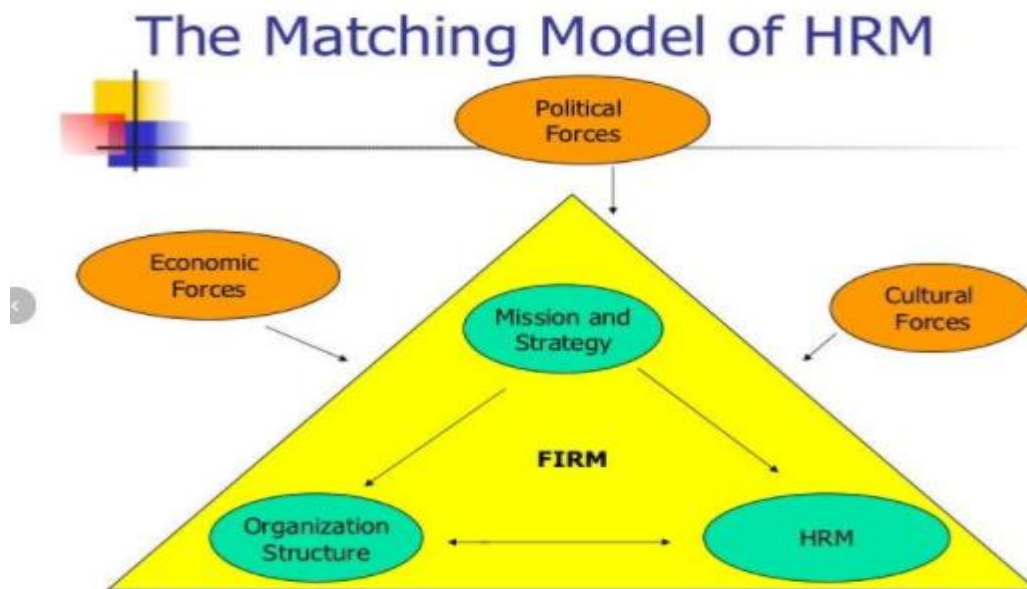 The Matching Model of HRM
Political
Forces
Economic
Forces
Cultural
Forces
Mission and
Strategy
FIRM
Organization
Structure
HRM